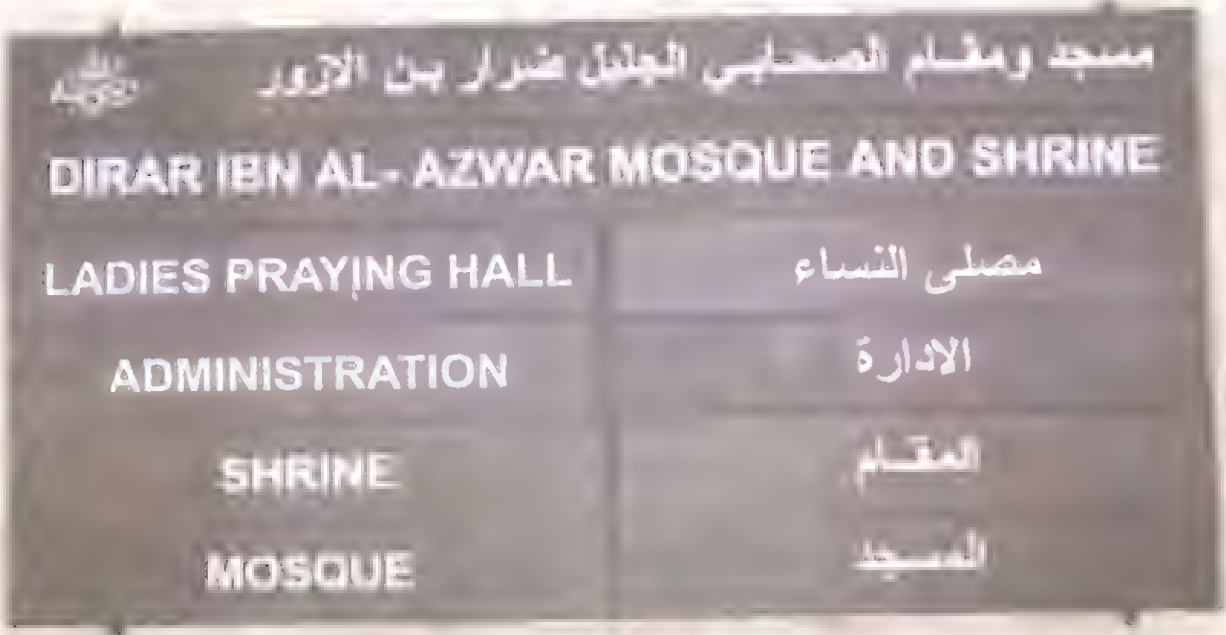 مسجد ومقام الصحابي الجليل ضرار بن الازور
DIRAR IBN AL- AZWAR MOSQUE AND SHRINE
LADIES PRAYING HALL مصلى النساء
ADMINISTRATION الادارة
SHRINE المقام
MOSQUE المسجد